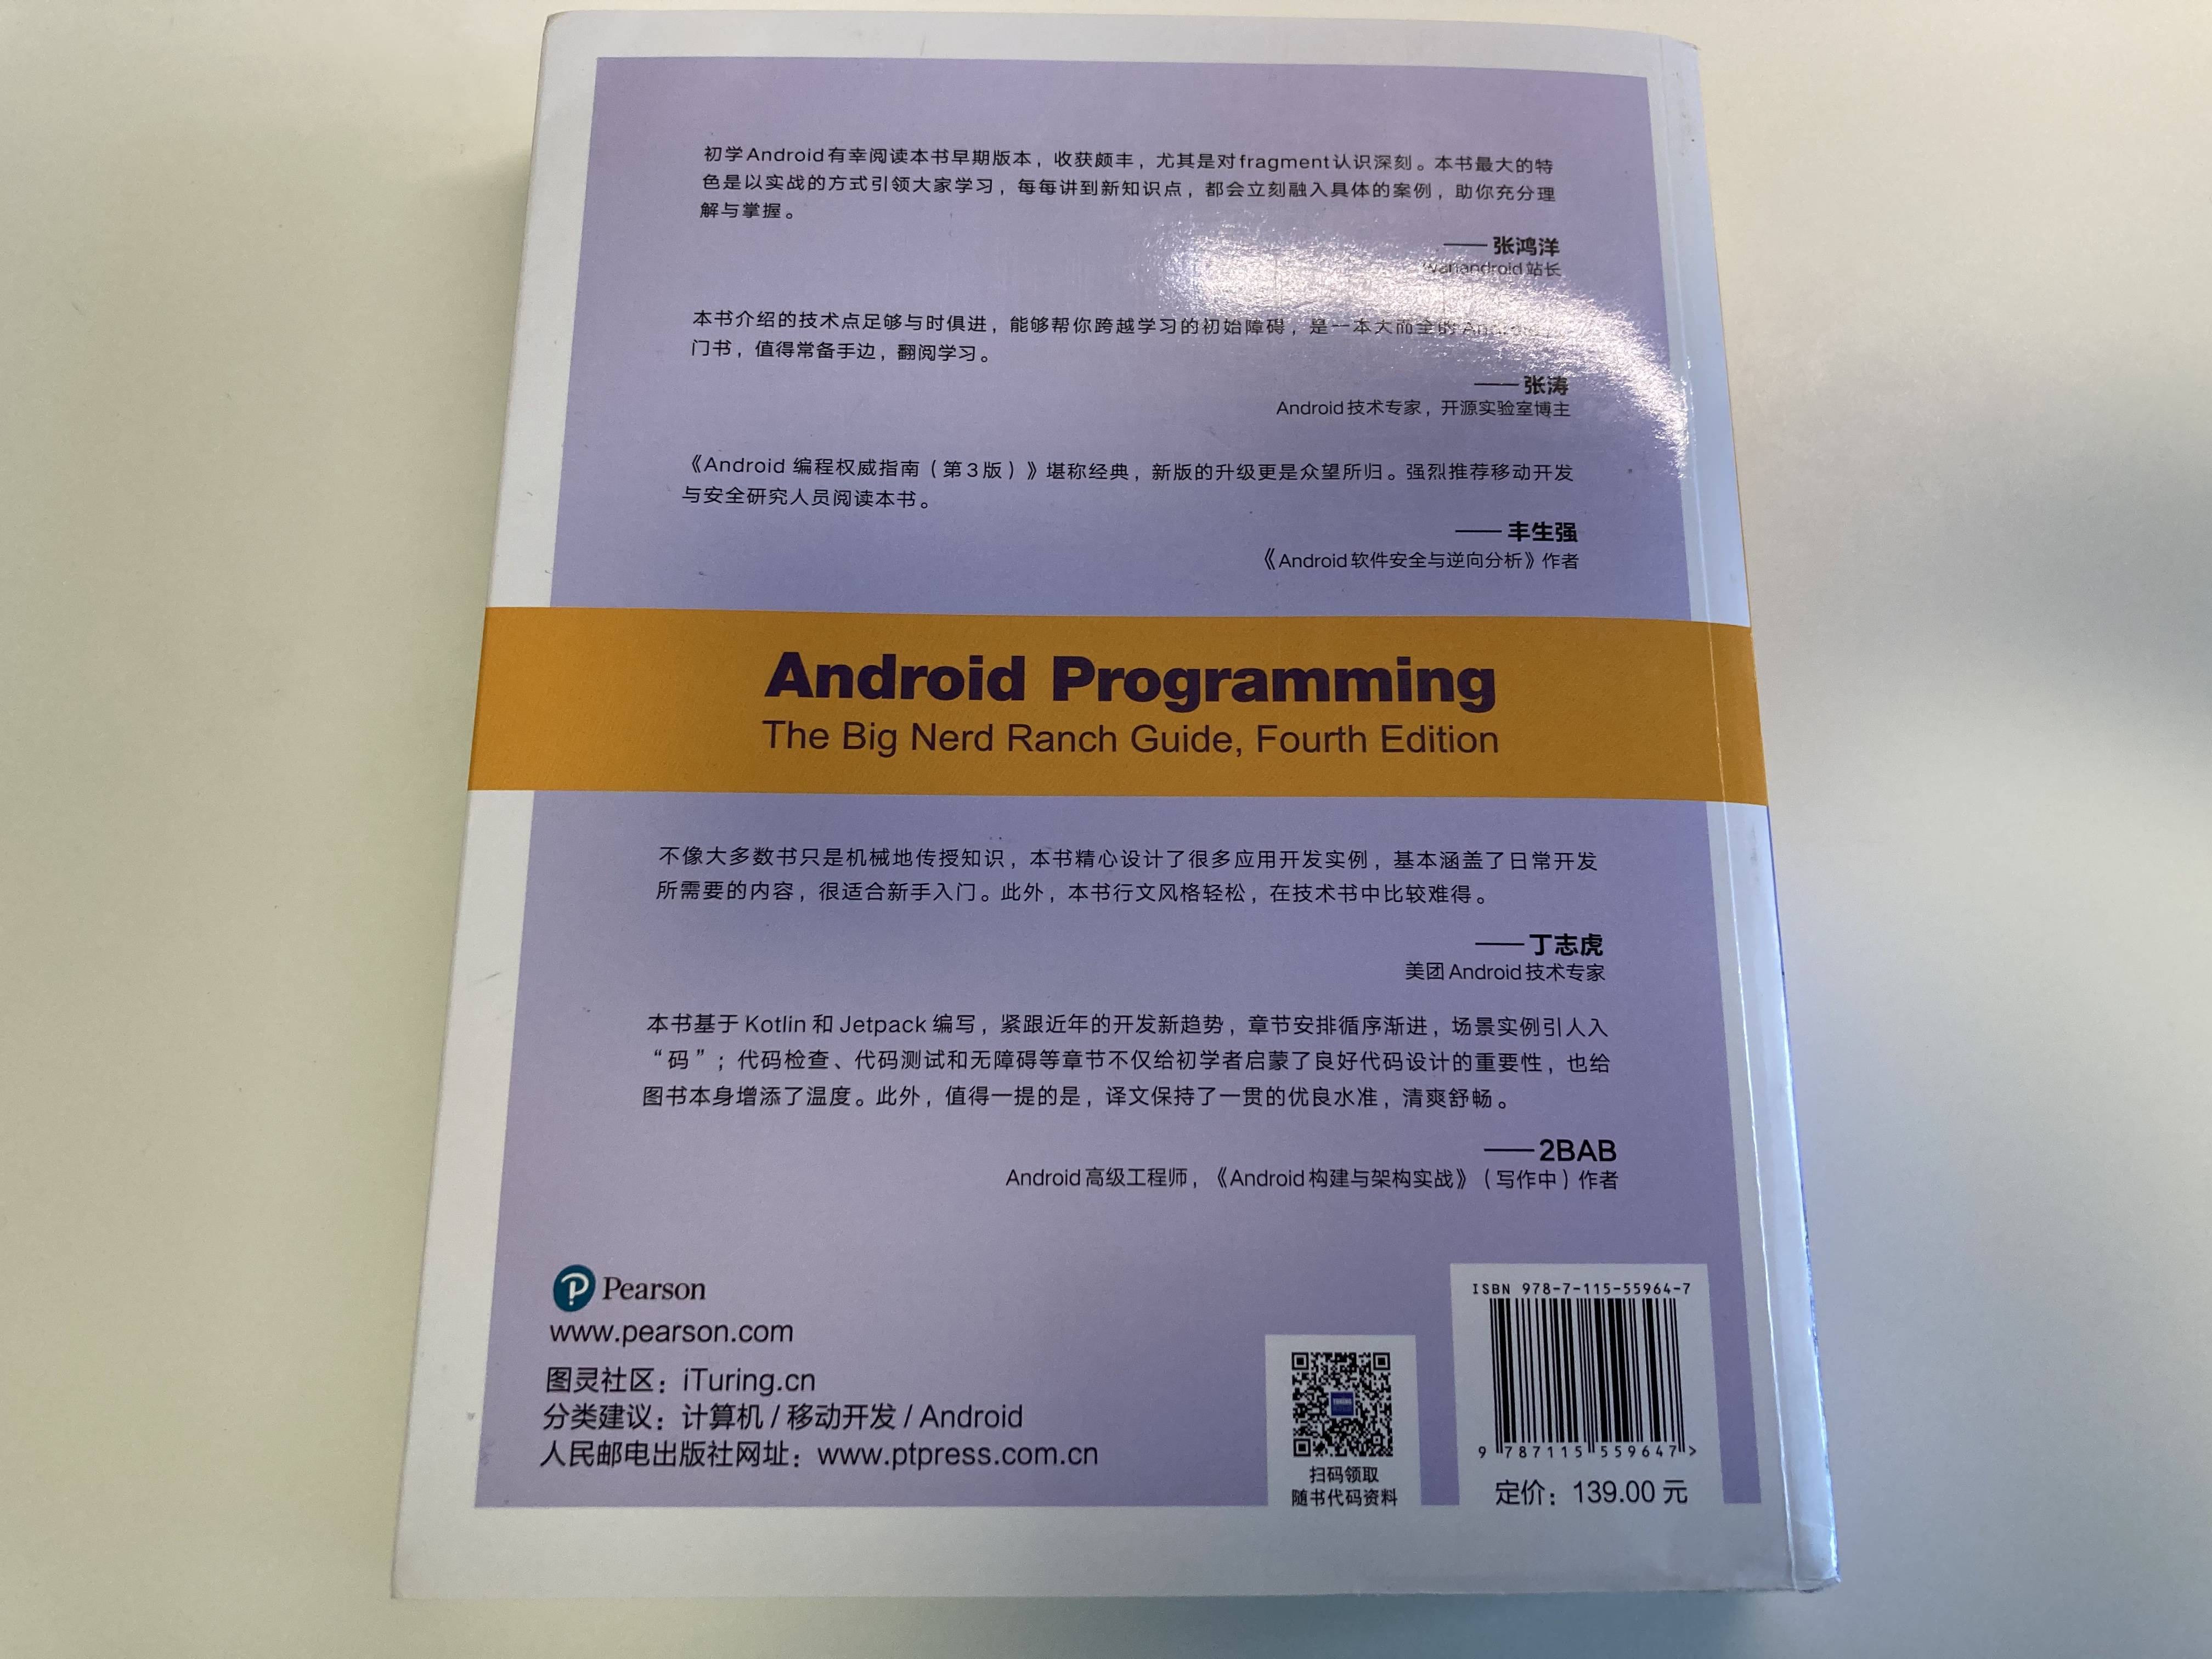 初学Android有幸阅读本书早期版本，收获颇丰，尤其是对fragment认识深刻。本书最大的特
色是以实战的方式引领大家学习，每每讲到新知识点，都会立刻融入具体的案例，助你充分理
解与掌握。
——张鸿洋
Wanandroid站长
本书介绍的技术点足够与时俱进，能够帮你跨越学习的初始障碍，是一本大而全的Android
门书，值得常备手边，翻阅学习。
——张涛
Android技术专家，开源实验室博主
《Android 编程权威指南（第3版）》堪称经典，新版的升级更是众望所归。强烈推荐移动开发
与安全研究人员阅读本书。
——丰生强
《Android软件安全与逆向分析》作者
Android Programming
The Big Nerd Ranch Guide, Fourth Edition
不像大多数书只是机械地传授知识，本书精心设计了很多应用开发实例，基本涵盖了日常开发
所需要的内容，很适合新手入门。此外，本书行文风格轻松，在技术书中比较难得。
——丁志虎
美团Android技术专家
本书基于Kotlin和Jetpack编写，紧跟近年的开发新趋势，章节安排循序渐进，场景实例引人入
“码”；代码检查、代码测试和无障碍等章节不仅给初学者启蒙了良好代码设计的重要性，也给
图书本身增添了温度。此外，值得一提的是，译文保持了一贯的优良水准，清爽舒畅。
——2BAB
Android高级工程师，《Android构建与架构实战》（写作中）作者
Pearson
www.pearson.com
图灵社区：iTuring.cn
分类建议：计算机/移动开发/Android
人民邮电出版社网址：www.ptpress.com.cn
扫码领取
随书代码资料
ISBN 978-7-115-55964-7
9 787115 559647 >
定价：139.00元